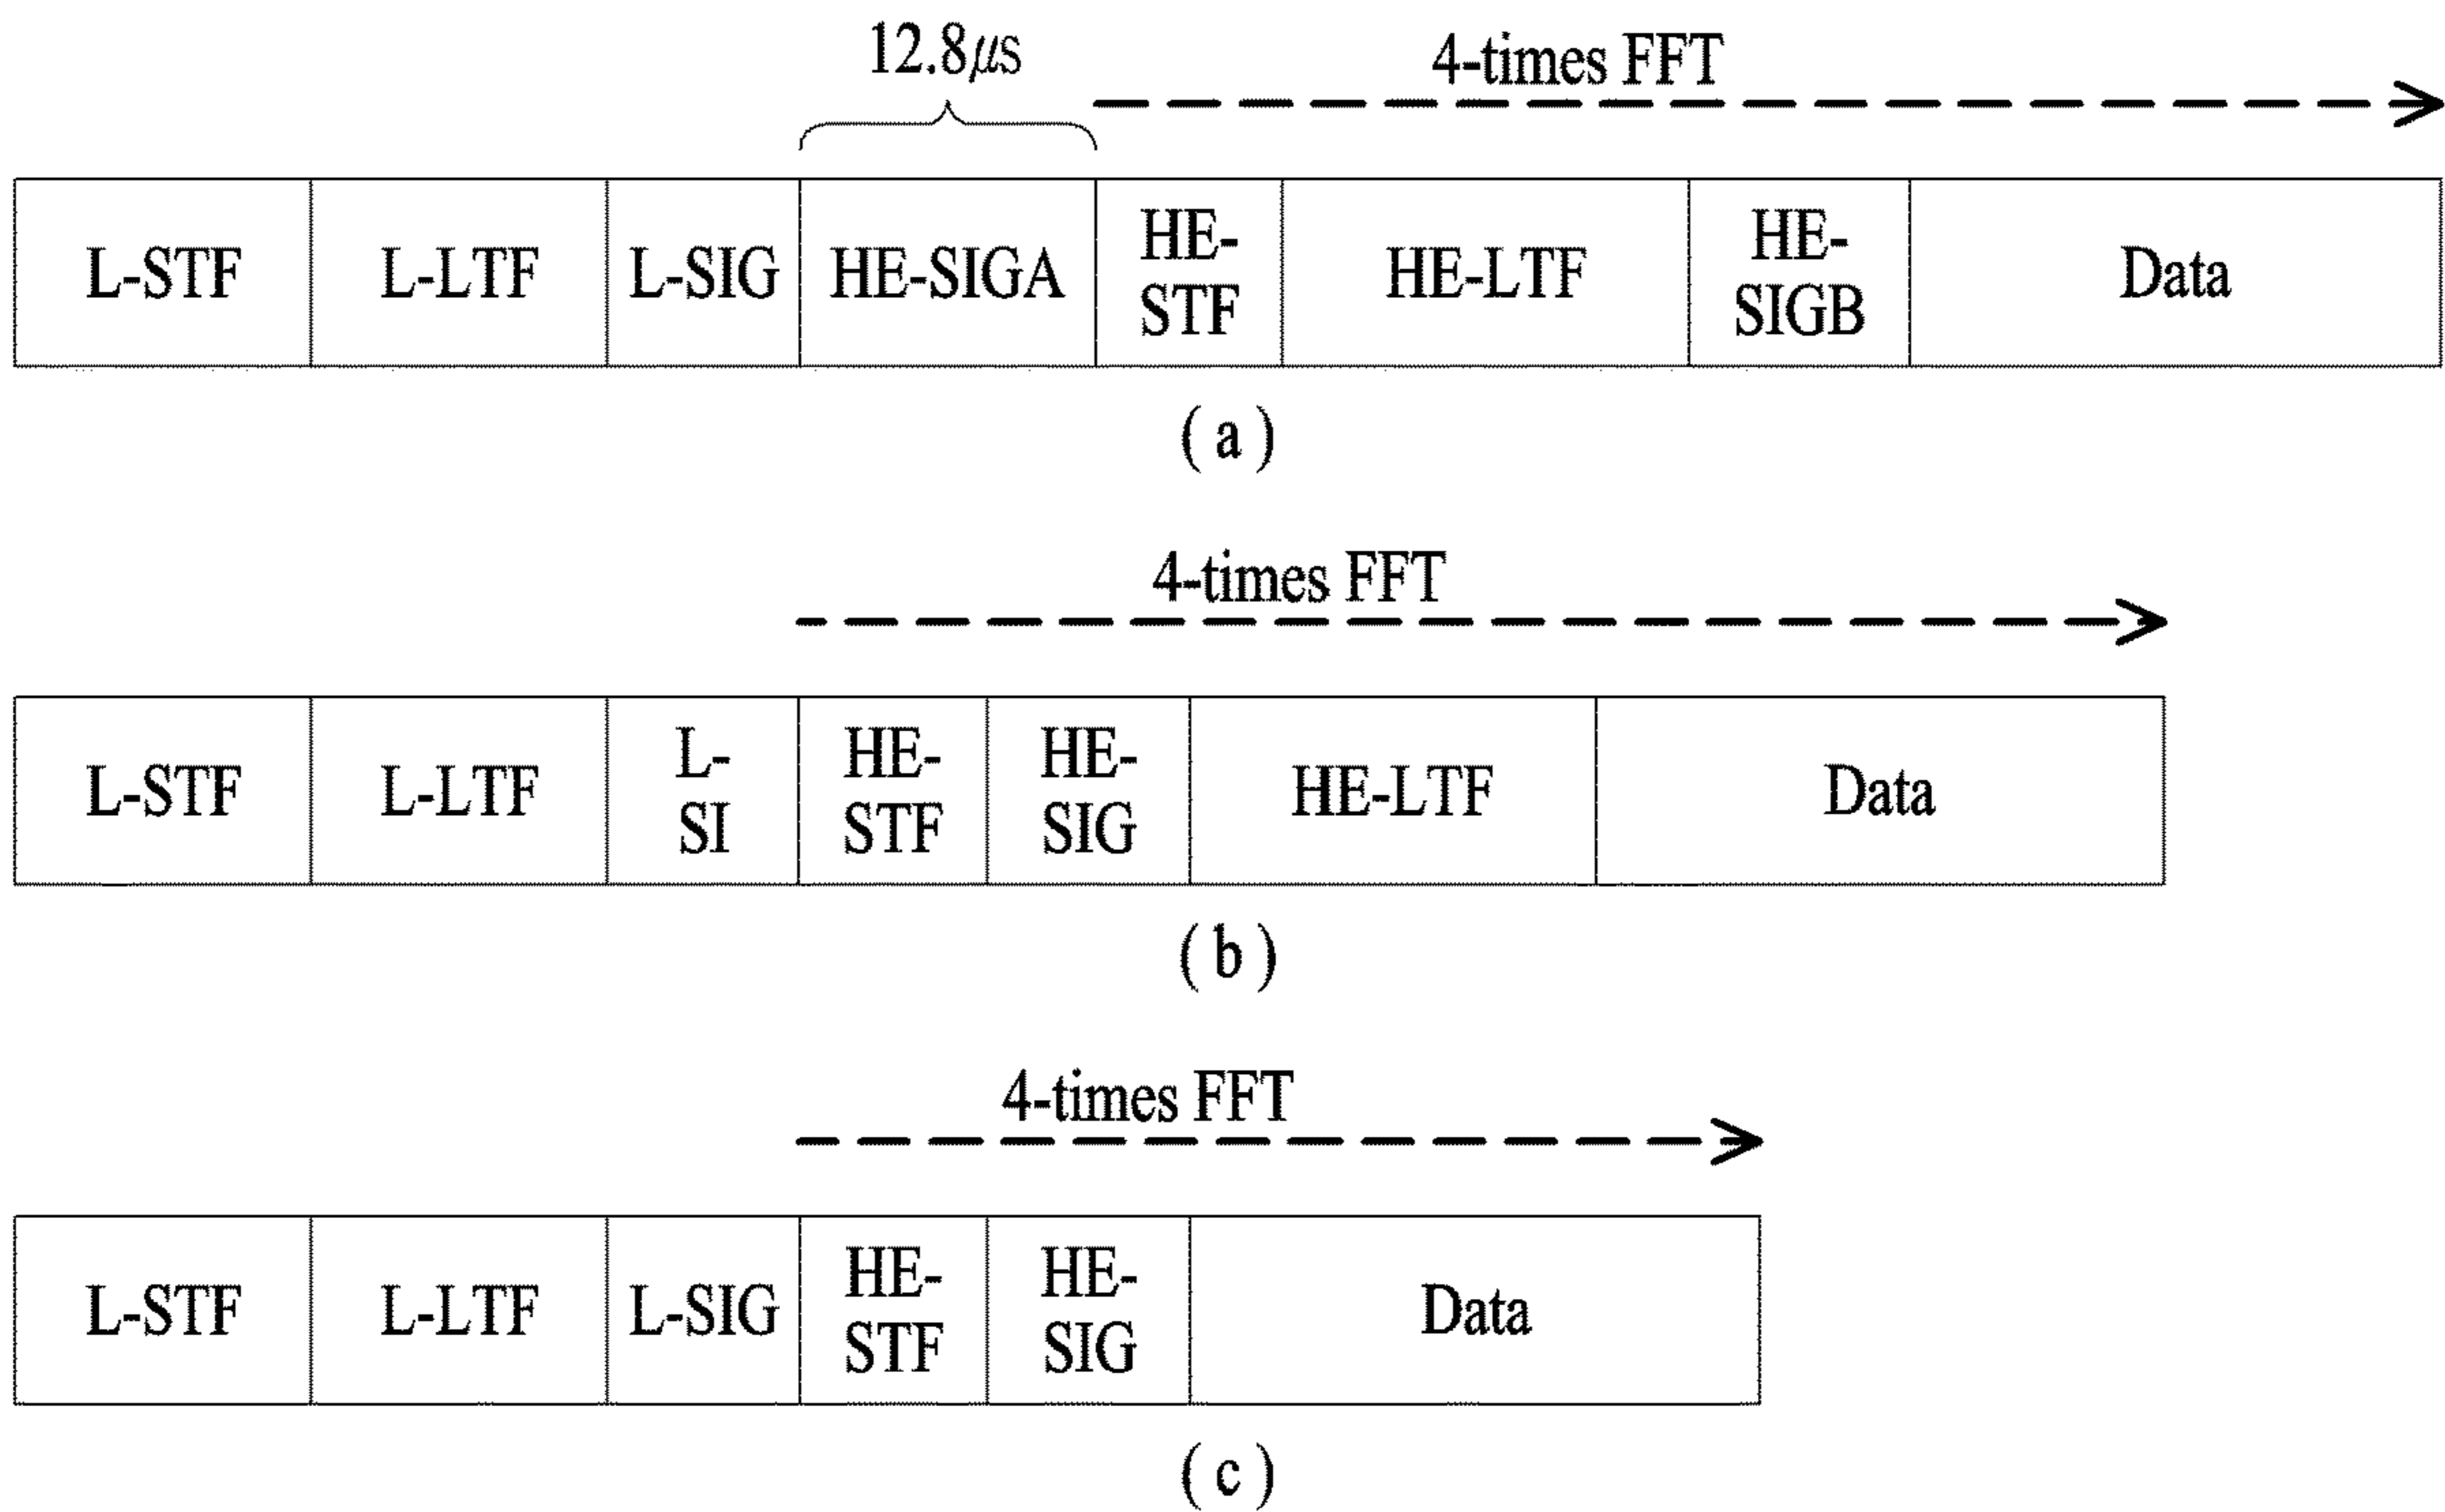 12.8μs
4-times FFT
L-STF L-LTF L-SIG HE-SIGA HE-STF HE-LTF HE-SIGB Data
( a )
4-times FFT
L-STF L-LTF L-SI HE-STF HE-SIG HE-LTF Data
( b )
4-times FFT
L-STF L-LTF L-SIG HE-STF HE-SIG Data
( c )